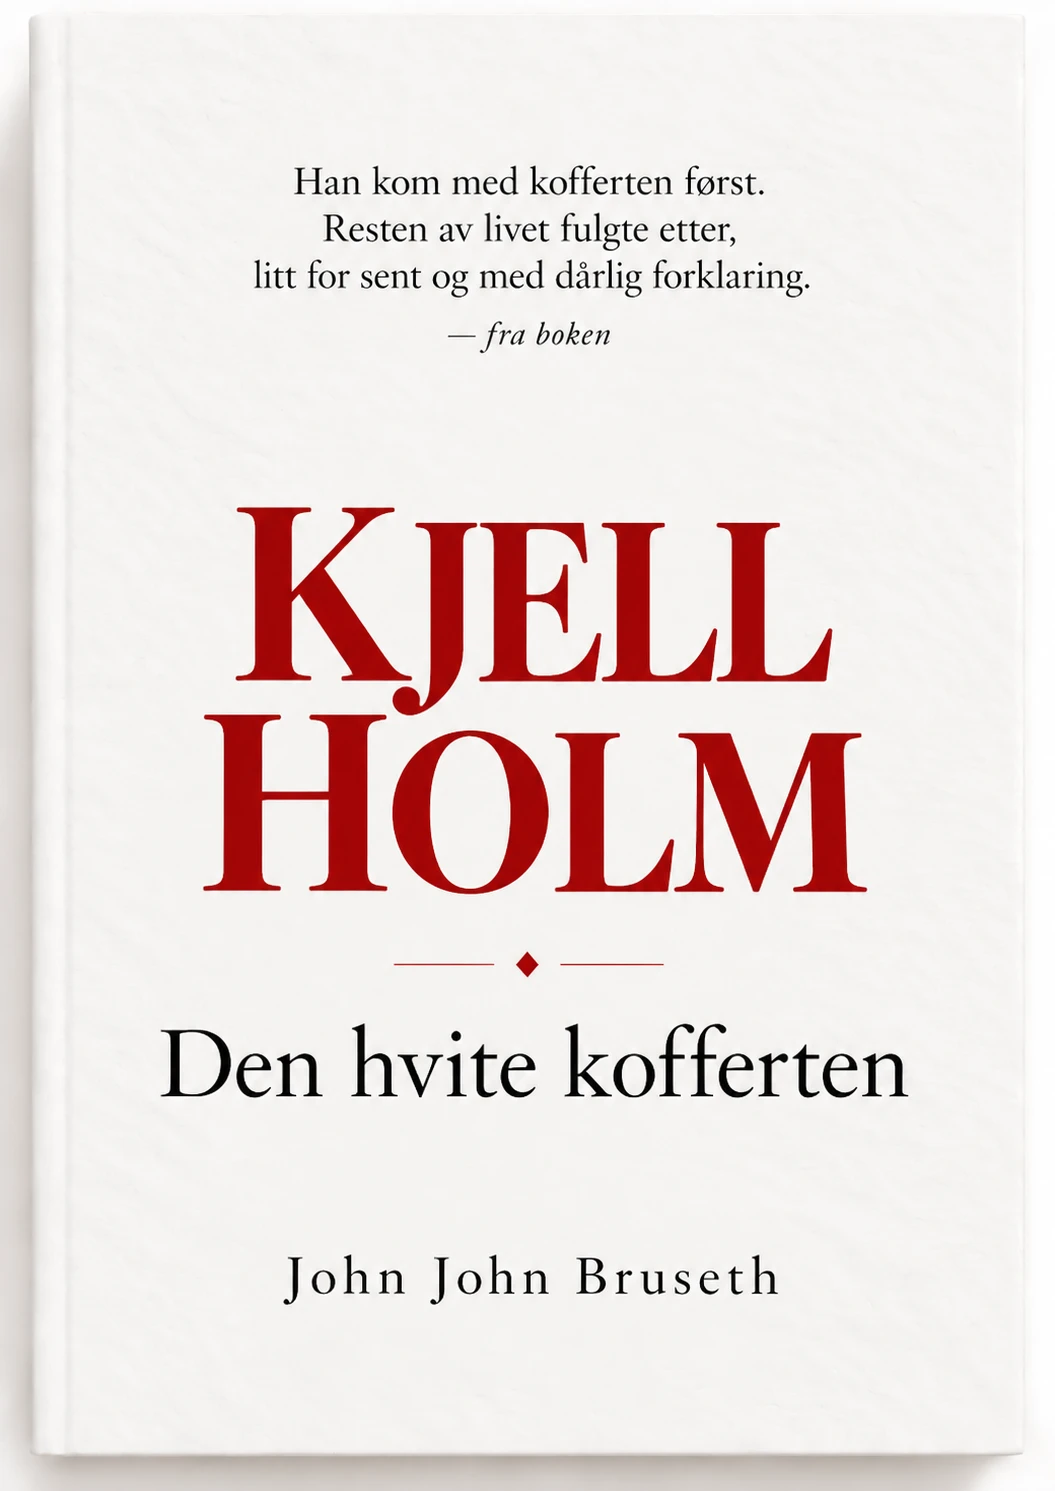 Han kom med kofferten først.
Resten av livet fulgte etter,
litt for sent og med dårlig forklaring.
— fra boken
KJELL
HOLM
Den hvite kofferten
John John Bruseth